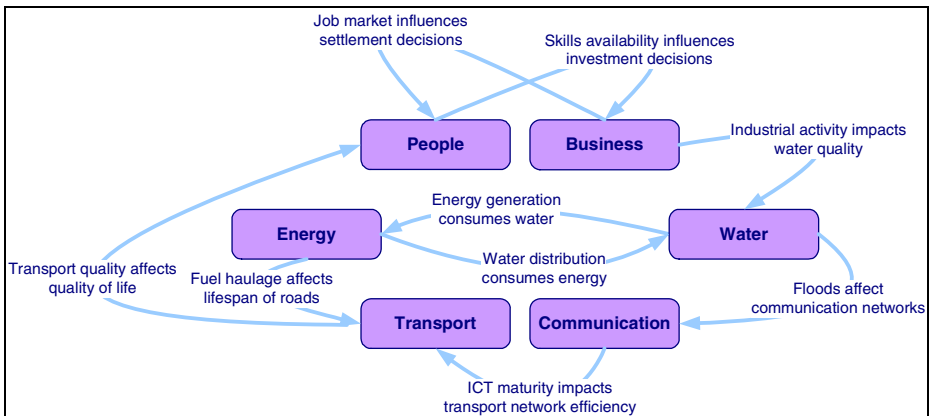 Job market influences
settlement decisions
Skills availability influences
investment decisions
People
Business
Industrial activity impacts
water quality
Energy generation
consumes water
Energy
Water
Transport quality affects
quality of life
Fuel haulage affects
lifespan of roads
Water distribution
consumes energy
Floods affect
communication networks
Transport
Communication
ICT maturity impacts
transport network efficiency